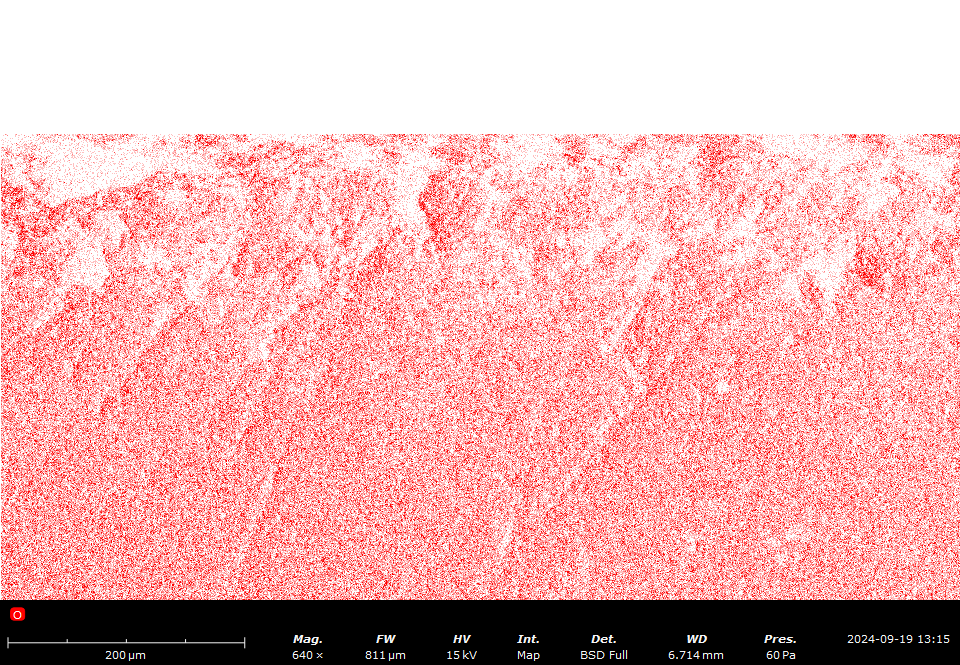 O
Mag. FW HV Int. Det. WD Pres. 2024-09-19 13:15
200 µm 640 x 811 µm 15 kV Map BSD Full 6.714 mm 60 Pa